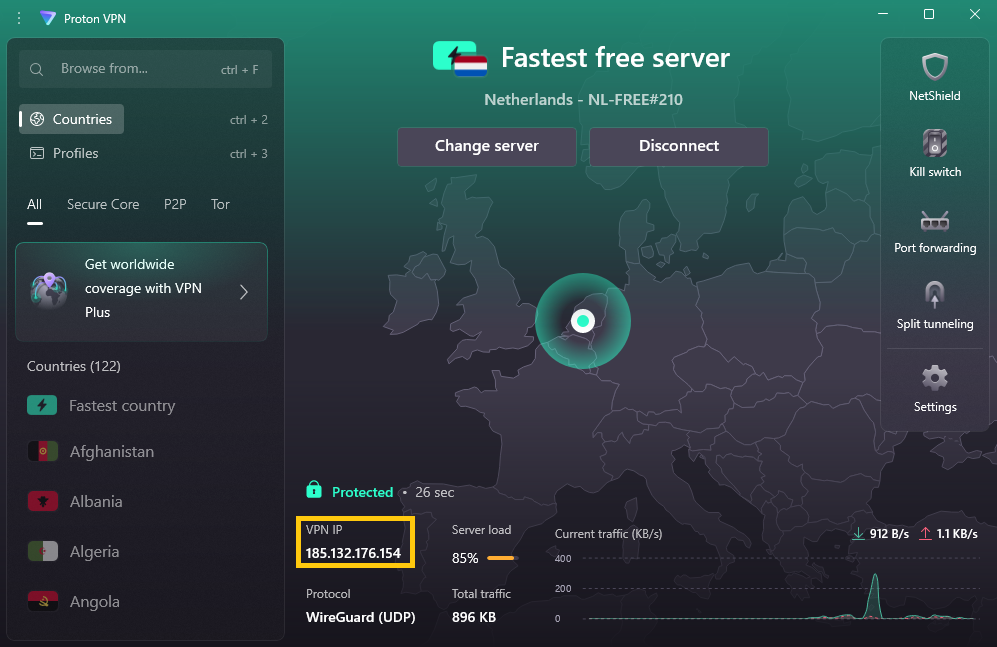 Proton VPN
Browse from...
ctrl + F
Countries
ctrl + 2
Profiles
ctrl + 3
All
Secure Core
P2P
Tor
Get worldwide
coverage with VPN
Plus
Countries (122)
Fastest country
Afghanistan
Albania
Algeria
Angola
Fastest free server
Netherlands - NL-FREE#210
Change server
Disconnect
Protected • 26 sec
VPN IP
185.132.176.154
Server load
85%
Protocol
WireGuard (UDP)
Total traffic
896 KB
Current traffic (KB/s)
912 B/s
1.1 KB/s
400
200
0
NetShield
Kill switch
Port forwarding
Split tunneling
Settings